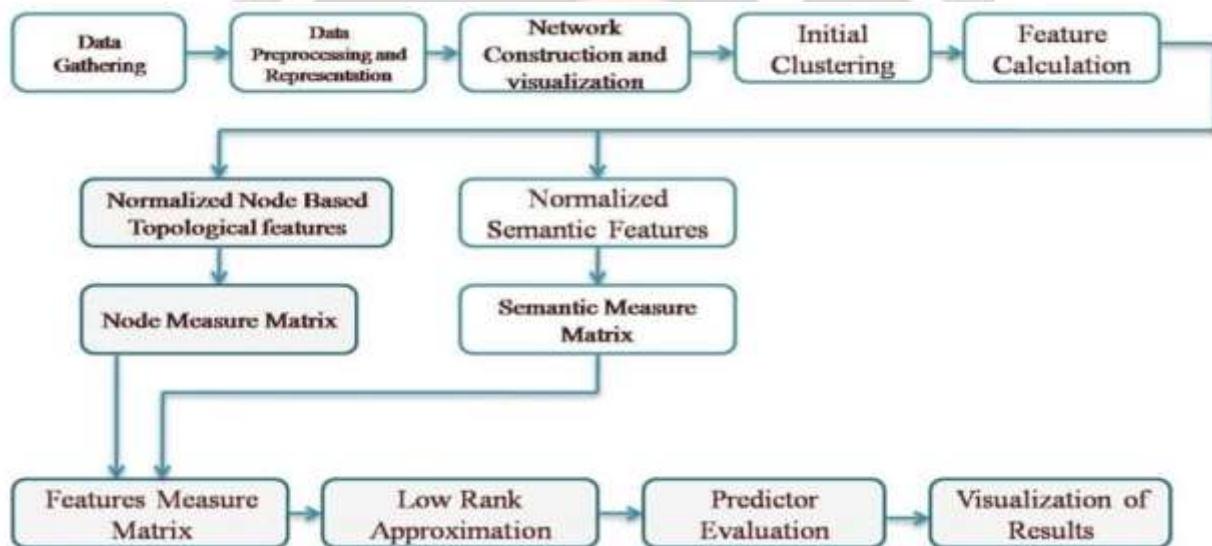 Data
Gathering
Data
Preprocessing and
Representation
Network
Construction and
visualization
Initial
Clustering
Feature
Calculation
Normalized Node Based
Topological features
Normalized
Semantic Features
Node Measure Matrix
Semantic Measure
Matrix
Features Measure
Matrix
Low Rank
Approximation
Predictor
Evaluation
Visualization of
Results